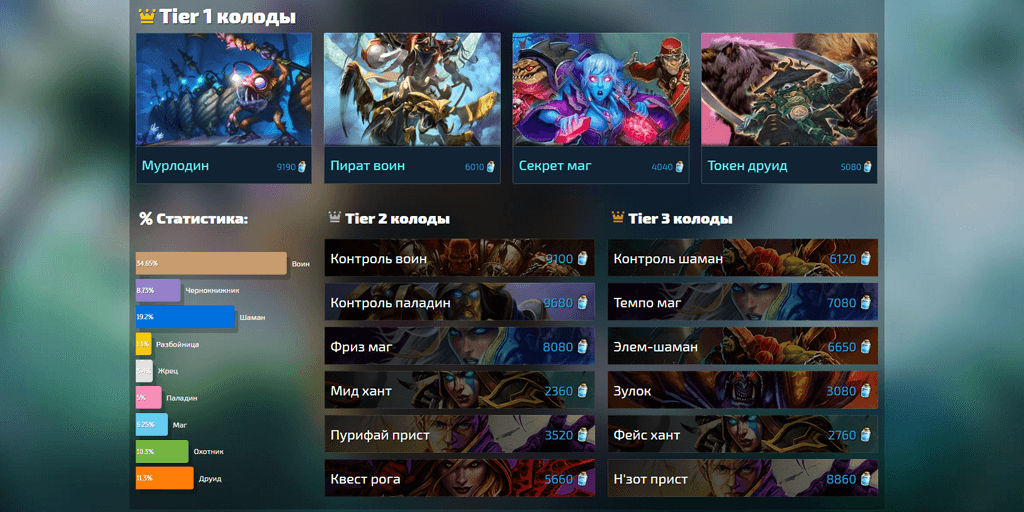 Tier 1 колоды
Мурлодин 9190
Пират воин 6010
Секрет маг 4040
Токен друид 5080
% Статистика:
34.65% Воин
8.73% Чернокнижник
19.2% Шаман
Разбойница
Жрец
Паладин
6.25% Маг
10.3% Охотник
11.3% Друид
Tier 2 колоды
Контроль воин 9100
Контроль паладин 9680
Фриз маг 8080
Мид хант 2360
Пурифай прист 3520
Квест рога 5660
Tier 3 колоды
Контроль шаман 6120
Темпо маг 7080
Элем-шаман 6650
Зулок 3080
Фейс хант 2760
Н'зот прист 8860